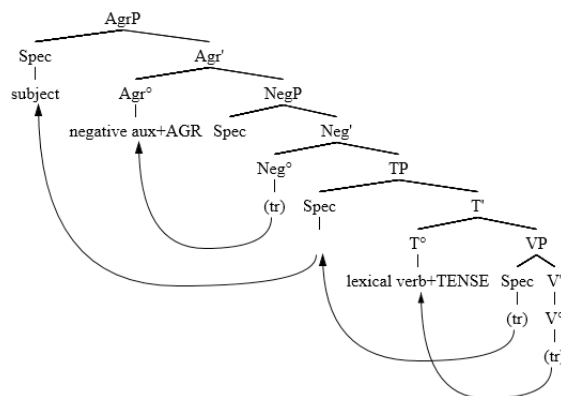 AgrP
Spec Agr'
subject Agr° NegP
negative aux+AGR Spec Neg'
Neg° TP
(tr) Spec T'
T° VP
lexical verb+TENSE Spec V'
(tr) V°
(tr)